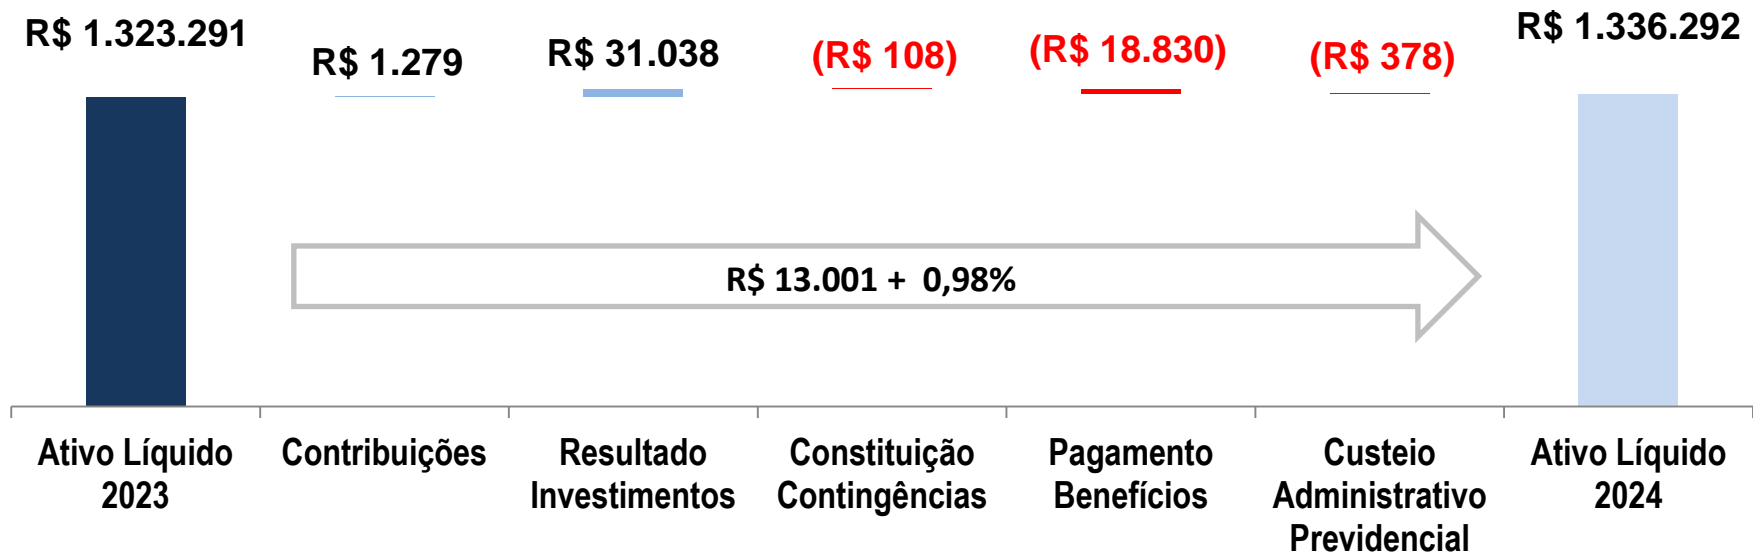 R$ 1.323.291
R$ 1.279
R$ 31.038
(R$ 108)
(R$ 18.830)
(R$ 378)
R$ 1.336.292
R$ 13.001 + 0,98%
Ativo Líquido
2023
Contribuições
Resultado
Investimentos
Constituição
Contingências
Pagamento
Benefícios
Custeio
Administrativo
Previdencial
Ativo Líquido
2024